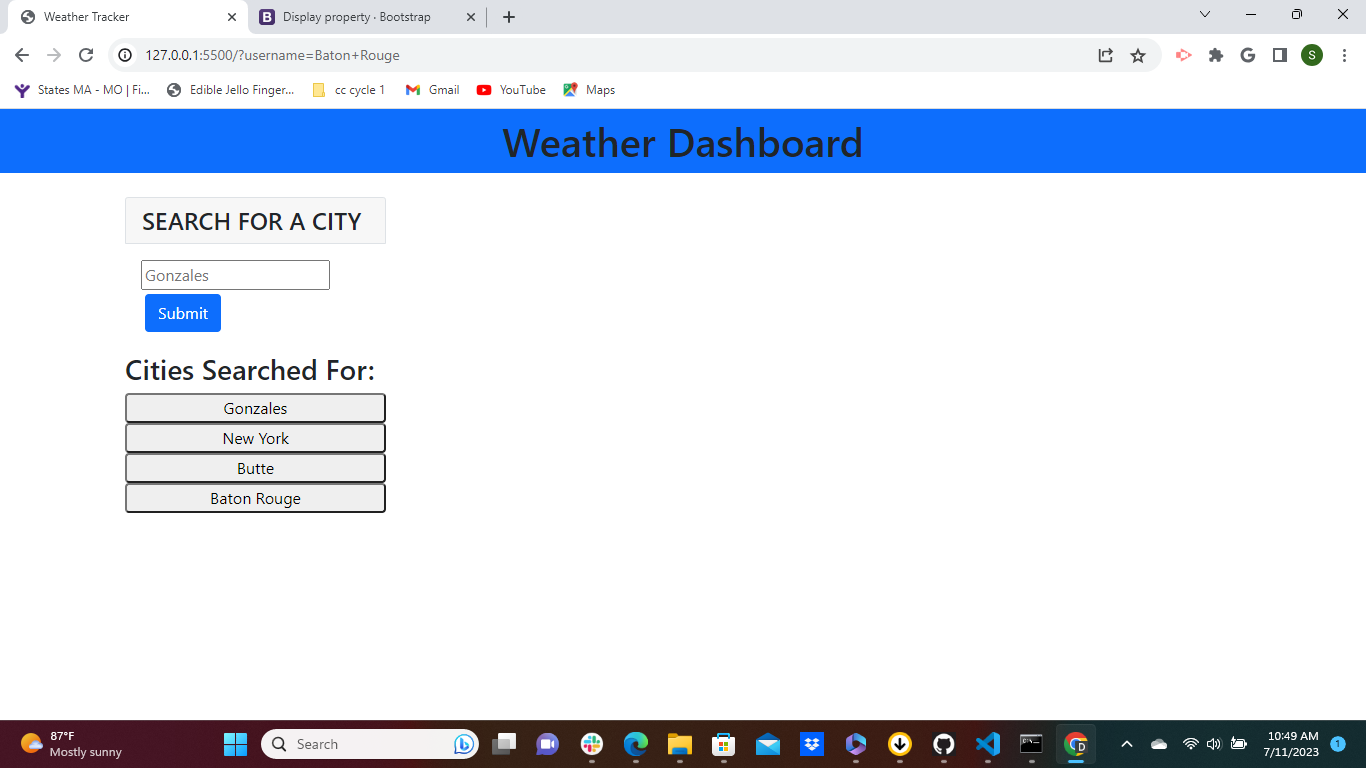 Weather Tracker
B Display property · Bootstrap
127.0.0.1:5500/?username=Baton+Rouge
S
States MA - MO | Fi...
Edible Jello Finger...
cc cycle 1
Gmail
YouTube
Maps
Weather Dashboard
SEARCH FOR A CITY
Gonzales
Submit
Cities Searched For:
Gonzales
New York
Butte
Baton Rouge
87°F
Mostly sunny
Search
D
10:49 AM
7/11/2023
1